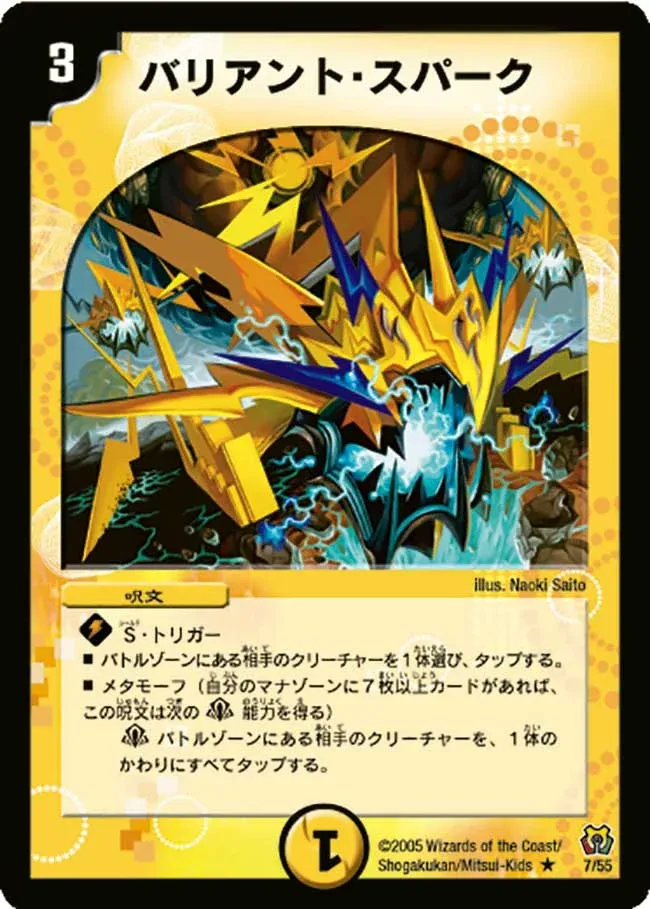 3
バリアント・スパーク
illus. Naoki Saito
呪文
S・トリガー
■ バトルゾーンにある相手のクリーチャーを1体選び、タップする。
■ メタモーフ（自分のマナゾーンに7枚以上カードがあれば、
この呪文は次の 能力を得る）
バトルゾーンにある相手のクリーチャーを、1体の
かわりにすべてタップする。
1
©2005 Wizards of the Coast/
Shogakukan/Mitsui-Kids ★
7/55